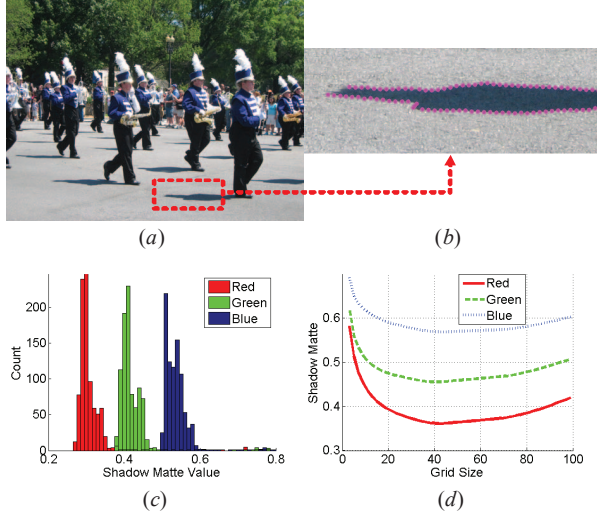 (a)
(b)
Red
Green
Blue
Count
200
150
100
50
0
0.2
0.4
0.6
0.8
Shadow Matte Value
(c)
Red
Green
Blue
Shadow Matte
0.6
0.5
0.4
0.3
0
20
40
60
80
100
Grid Size
(d)